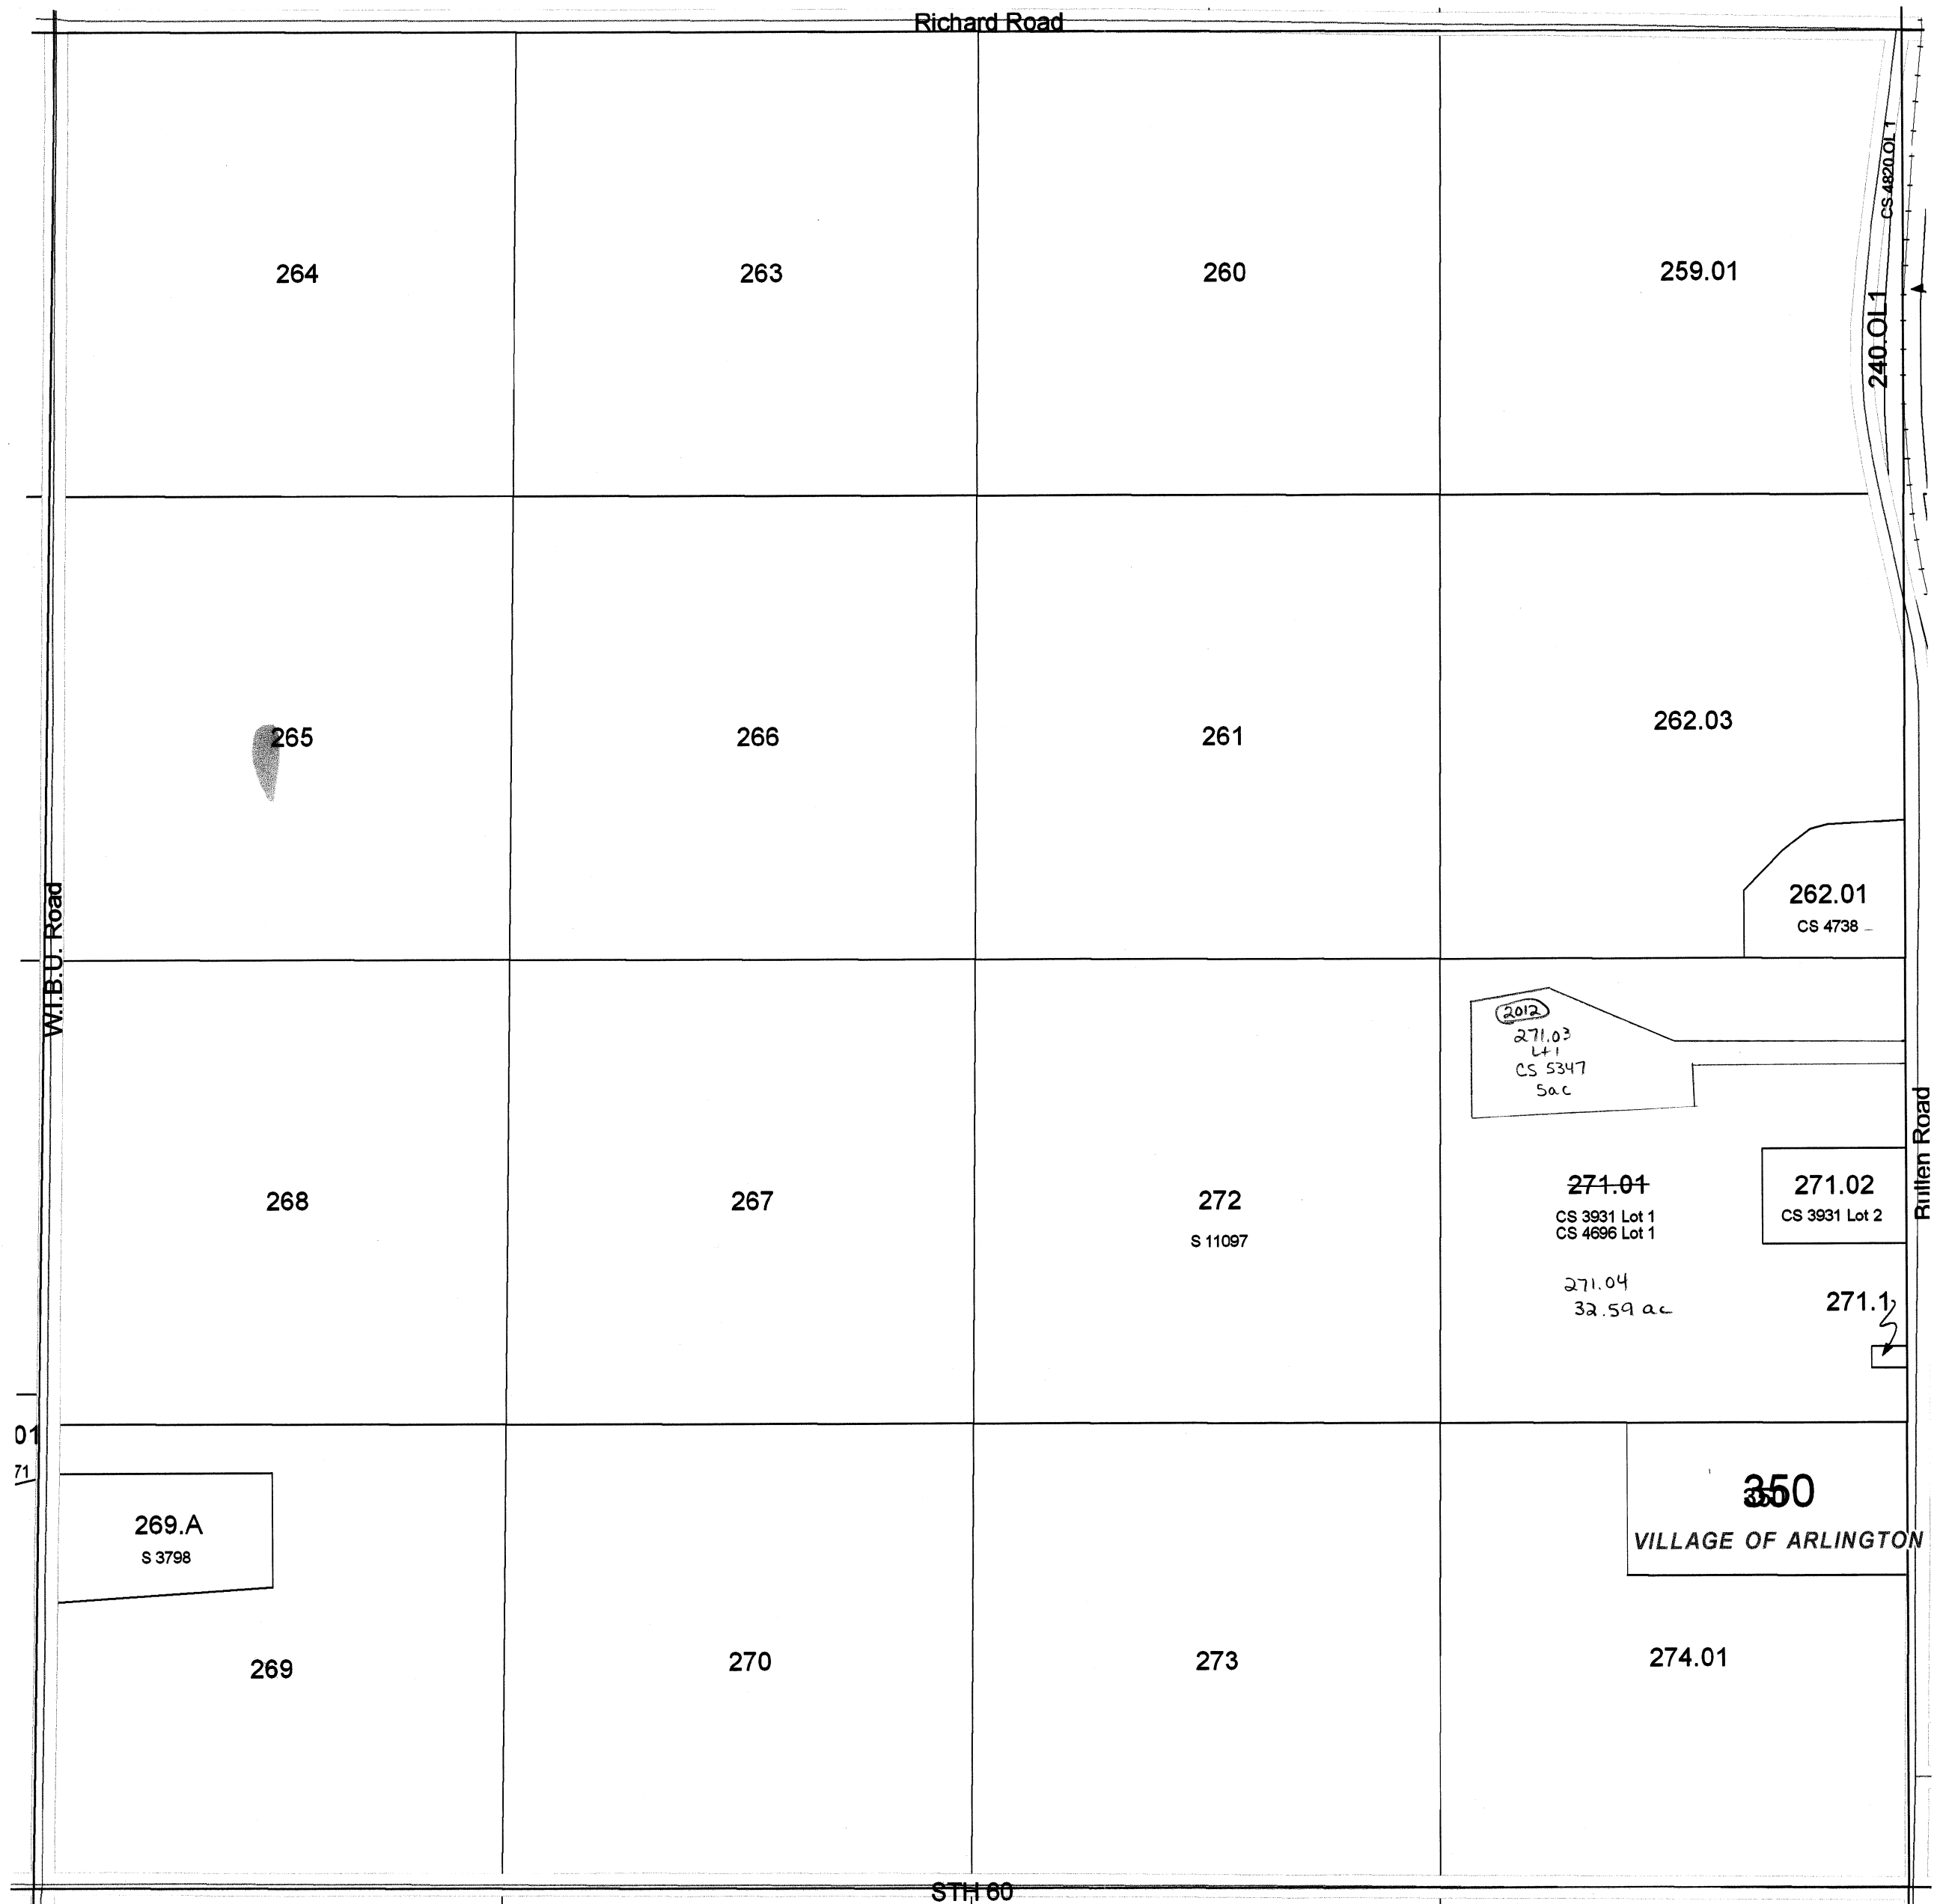 Richard Road
CS 4820.OL 1
264
263
260
259.01
240.OL1
265
266
261
262.03
262.01
CS 4738
W.I.B.U. Road
2012
271.03
Lt 1
CS 5347
5ac
Rullen Road
268
267
272
S 11097
271.01
CS 3931 Lot 1
CS 4696 Lot 1
271.02
CS 3931 Lot 2
271.04
32.59 ac
271.1
01
71
350
350
VILLAGE OF ARLINGTON
269.A
S 3798
269
270
273
274.01
STH 60